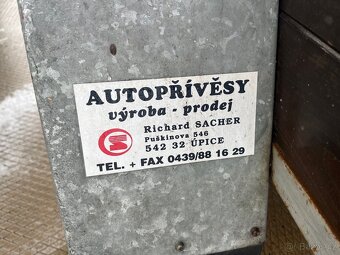 AUTOPŘÍVĚSY
výroba - prodej
Richard SACHER
Puškinova 546
542 32 ÚPICE
TEL. + FAX 0439/88 16 29